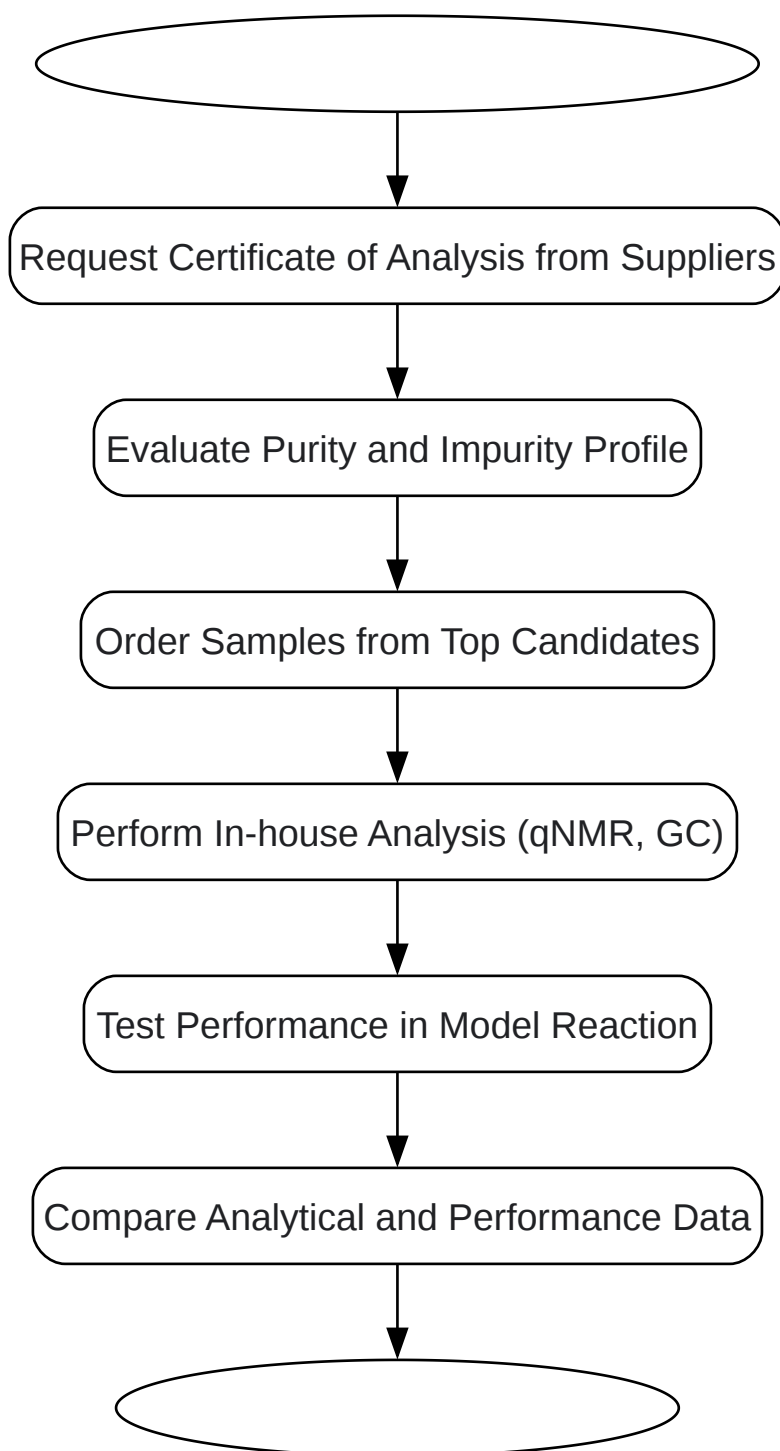 Request Certificate of Analysis from Suppliers
Evaluate Purity and Impurity Profile
Order Samples from Top Candidates
Perform In-house Analysis (qNMR, GC)
Test Performance in Model Reaction
Compare Analytical and Performance Data